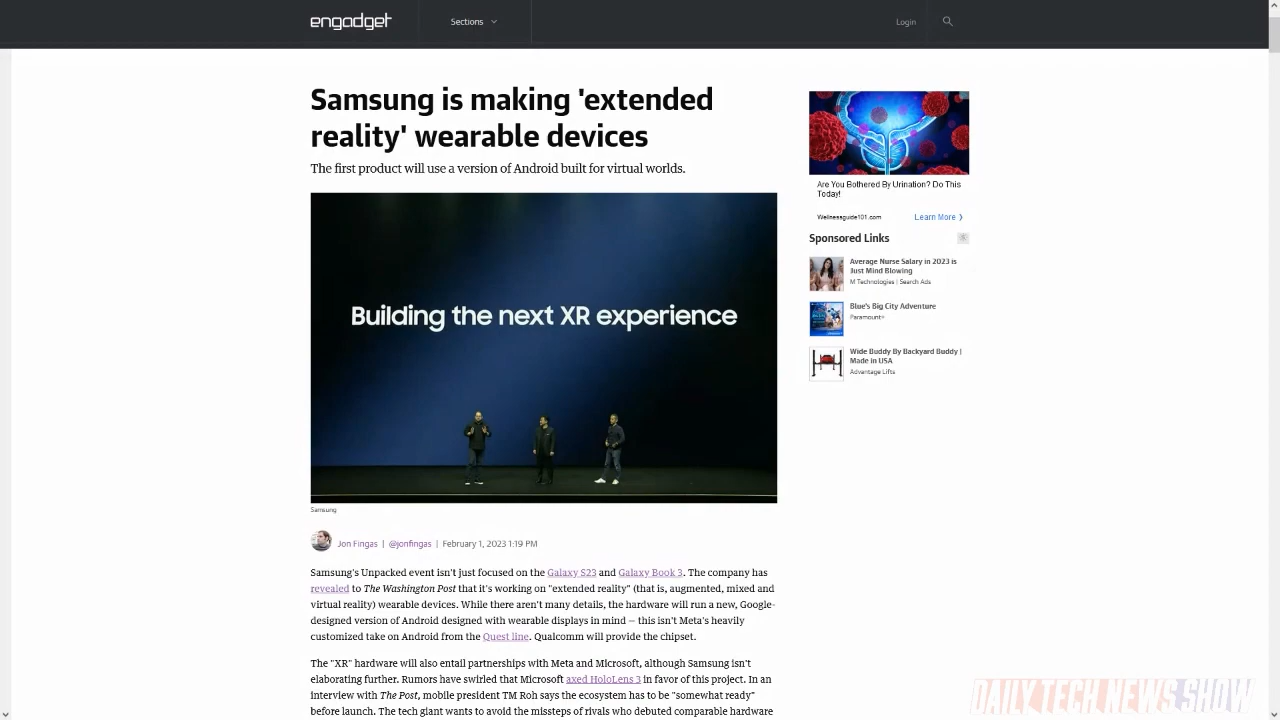 engadget
Sections
Login
Samsung is making 'extended
reality' wearable devices
The first product will use a version of Android built for virtual worlds.
Building the next XR experience
Samsung
Jon Fingas | @jonfingas | February 1, 2023 1:19 PM
Samsung's Unpacked event isn't just focused on the Galaxy S23 and Galaxy Book 3. The company has
revealed to The Washington Post that it's working on "extended reality" (that is, augmented, mixed and
virtual reality) wearable devices. While there aren't many details, the hardware will run a new, Google-
designed version of Android designed with wearable displays in mind — this isn't Meta's heavily
customized take on Android from the Quest line. Qualcomm will provide the chipset.
The "XR" hardware will also entail partnerships with Meta and Microsoft, although Samsung isn't
elaborating further. Rumors have swirled that Microsoft axed HoloLens 3 in favor of this project. In an
interview with The Post, mobile president TM Roh says the ecosystem has to be "somewhat ready"
before launch. The tech giant wants to avoid the missteps of rivals who debuted comparable hardware
Are You Bothered By Urination? Do This
Today!
Wellnessguide101.com
Learn More ❯
Sponsored Links
Average Nurse Salary in 2023 is
Just Mind Blowing
M Technologies | Search Ads
Blue's Big City Adventure
Paramount+
Wide Buddy By Backyard Buddy |
Made in USA
Advantage Lifts
DAILY TECH NEWS SHOW